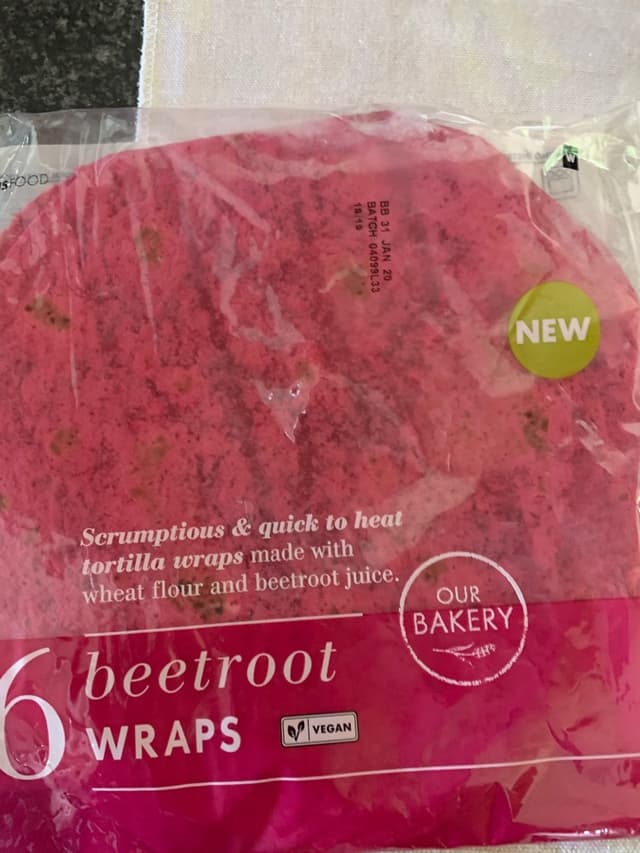 FOOD
W
BB 31 JAN 20
BATCH 04099L33
NEW
Scrumptious & quick to heat
tortilla wraps made with
wheat flour and beetroot juice.
OUR
BAKERY
6 beetroot
WRAPS
VEGAN